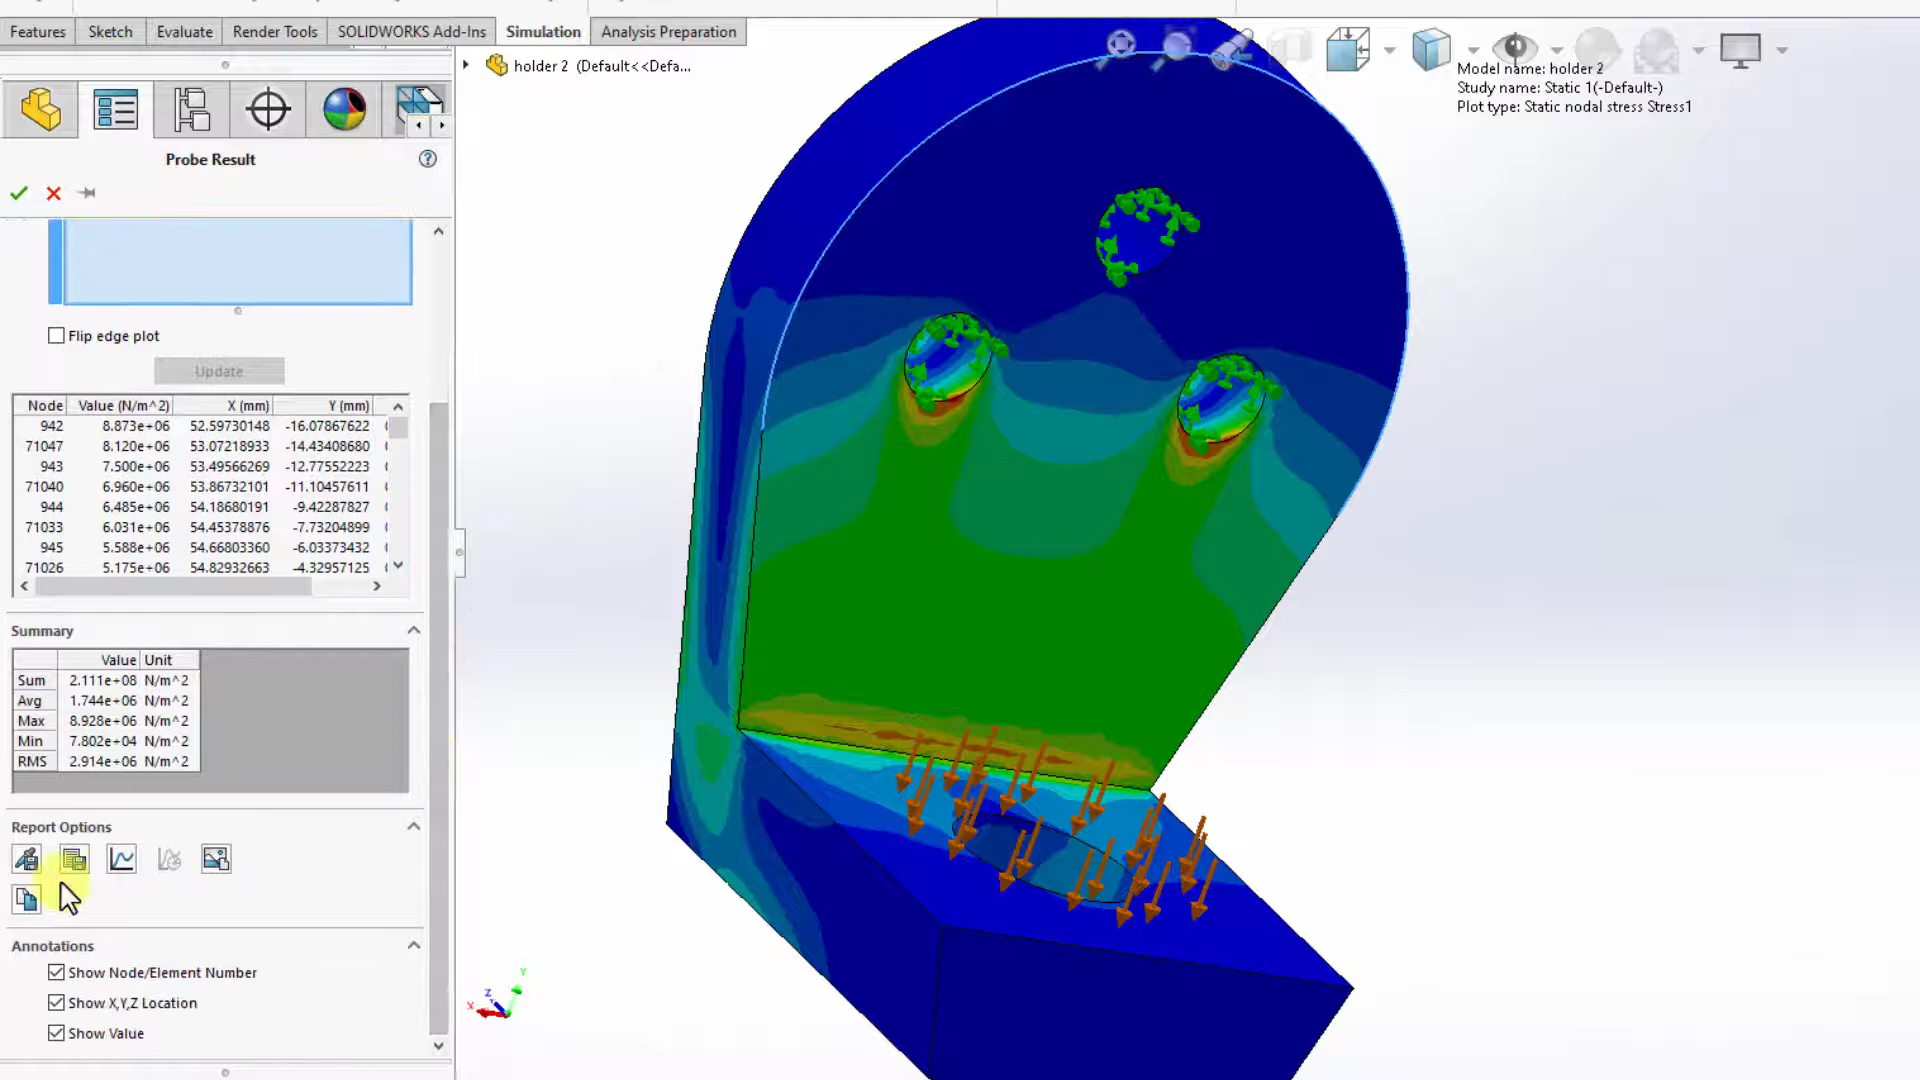 Features Sketch Evaluate Render Tools SOLIDWORKS Add-Ins Simulation Analysis Preparation
holder 2 (Default<<Defa...
Model name: holder 2
Study name: Static 1(-Default-)
Plot type: Static nodal stress Stress1
Probe Result
Flip edge plot
Update
Node Value (N/m^2) X (mm) Y (mm)
942 8.873e+06 52.59730148 -16.07867622
71047 8.120e+06 53.07218933 -14.43408680
943 7.500e+06 53.49566269 -12.77552223
71040 6.960e+06 53.86732101 -11.10457611
944 6.485e+06 54.18680191 -9.42287827
71033 6.031e+06 54.45378876 -7.73204899
945 5.588e+06 54.66803360 -6.03373432
71026 5.175e+06 54.82932663 -4.32957125
Summary
Value Unit
Sum 2.111e+08 N/m^2
Avg 1.744e+06 N/m^2
Max 8.928e+06 N/m^2
Min 7.802e+04 N/m^2
RMS 2.914e+06 N/m^2
Report Options
Annotations
Show Node/Element Number
Show X,Y,Z Location
Show Value
Y
Z
X